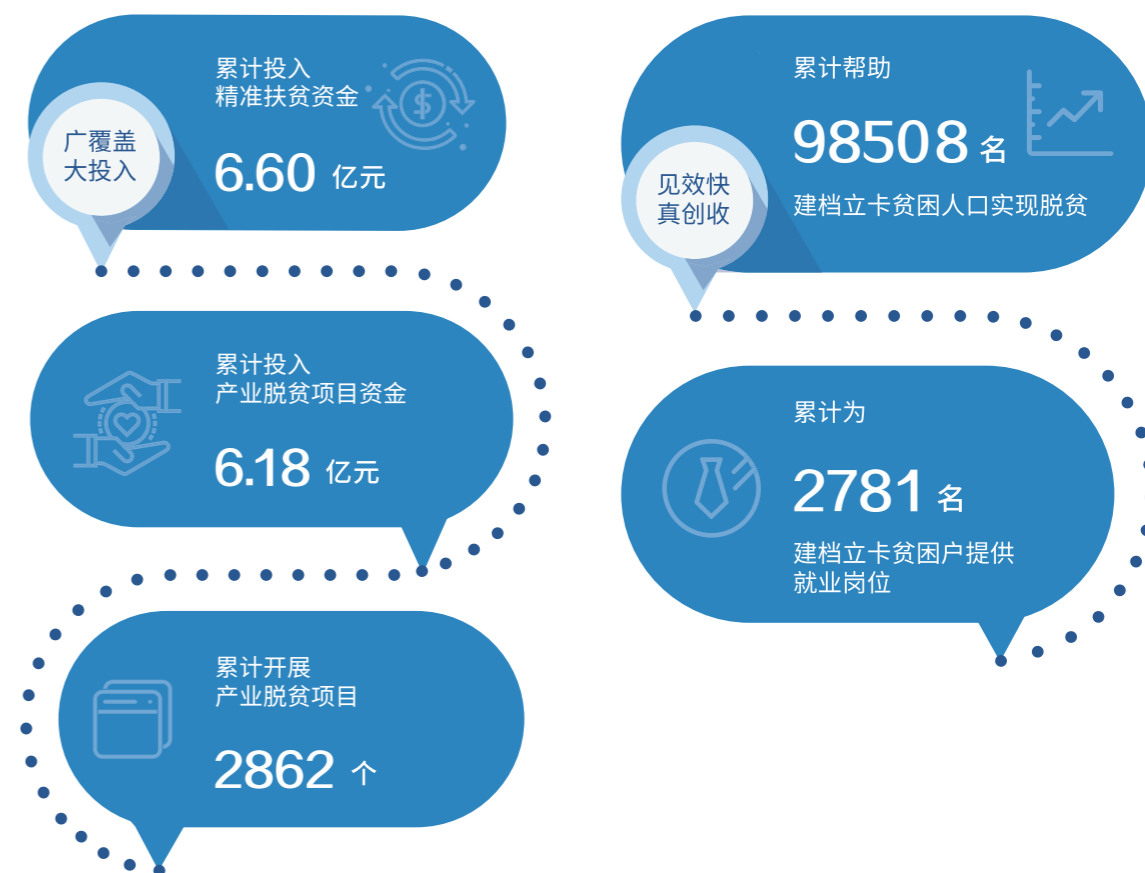 广覆盖
大投入
累计投入
精准扶贫资金
6.60 亿元
累计投入
产业脱贫项目资金
6.18 亿元
累计开展
产业脱贫项目
2862 个
见效快
真创收
累计帮助
98508 名
建档立卡贫困人口实现脱贫
累计为
2781 名
建档立卡贫困户提供
就业岗位